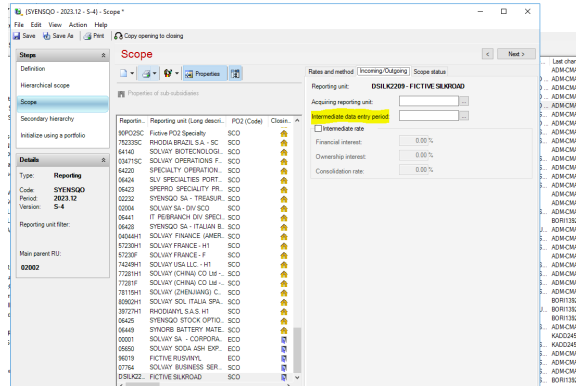 (SYENSQO - 2023.12 - S-4) - Scope *
File Edit View Action Help
Save Save As Print Copy opening to closing
Steps
Definition
Hierarchical scope
Scope
Secondary hierarchy
Initialize using a portfolio
Details
Type: Reporting
Code SYENSQO
Period: 2023.12
Version: S-4
Reporting unit filter:
Main parent RU:
02002
Scope
< Next >
Properties
Properties of sub-subsidiaries
Reportin... Reporting unit (Long descri... PO2 (Code) Closin...
90PO2SC Fictive PO2 Specialty SCO
75233SC RHODIA BRAZIL S.A. - SC SCO
64140 SOLVAY BIOTECNOLOGI... SCO
03471SC SOLVAY OPERATIONS F... SCO
64220 SPECIALTY OPERATION... SCO
06424 SLV SPECIALTIES PORT... SCO
06423 SPEPRO SPECIALITY PR... SCO
02232 SYENSQO SA - TREASUR... SCO
02004 SOLVAY SA - DIV SCO SCO
06441 IT PE/BRANCH DIV SPECI... SCO
06428 SYENSQO SA - ITALIAN B... SCO
04044H1 SOLVAY FINANCE (AMER... SCO
57230H1 SOLVAY FRANCE - H1 SCO
57230F SOLVAY FRANCE - F SCO
74249H1 SOLVAY USA LLC. - H1 SCO
77281H1 SOLVAY (CHINA) CO Ltd -... SCO
77281F SOLVAY (CHINA) CO Ltd -... SCO
78115H1 SOLVAY (ZHENJIANG) C... SCO
80902H1 SOLVAY SOL ITALIA SPA... SCO
39727H1 RHODIANYL S.A.S. H1 SCO
06425 SYENSQO STOCK OPTIO... SCO
06449 SYNORB BATTERY MATE... SCO
00001 SOLVAY SA - CORPORA... ECO
05650 SOLVAY SODA ASH EXP... ECO
96019 FICTIVE RUSVINYL ECO
07764 SOLVAY BUSINESS SER... SCO
DSILK22... FICTIVE SILKROAD SCO
Rates and method Incoming/Outgoing Scope status
Reporting unit: DSILK2209 - FICTIVE SILKROAD
Acquiring reporting unit: ...
Intermediate data entry period: ...
Intermediate rate
Financial interest: 0.00 %
Ownership interest: 0.00 %
Consolidation rate: 0.00 %
Last char